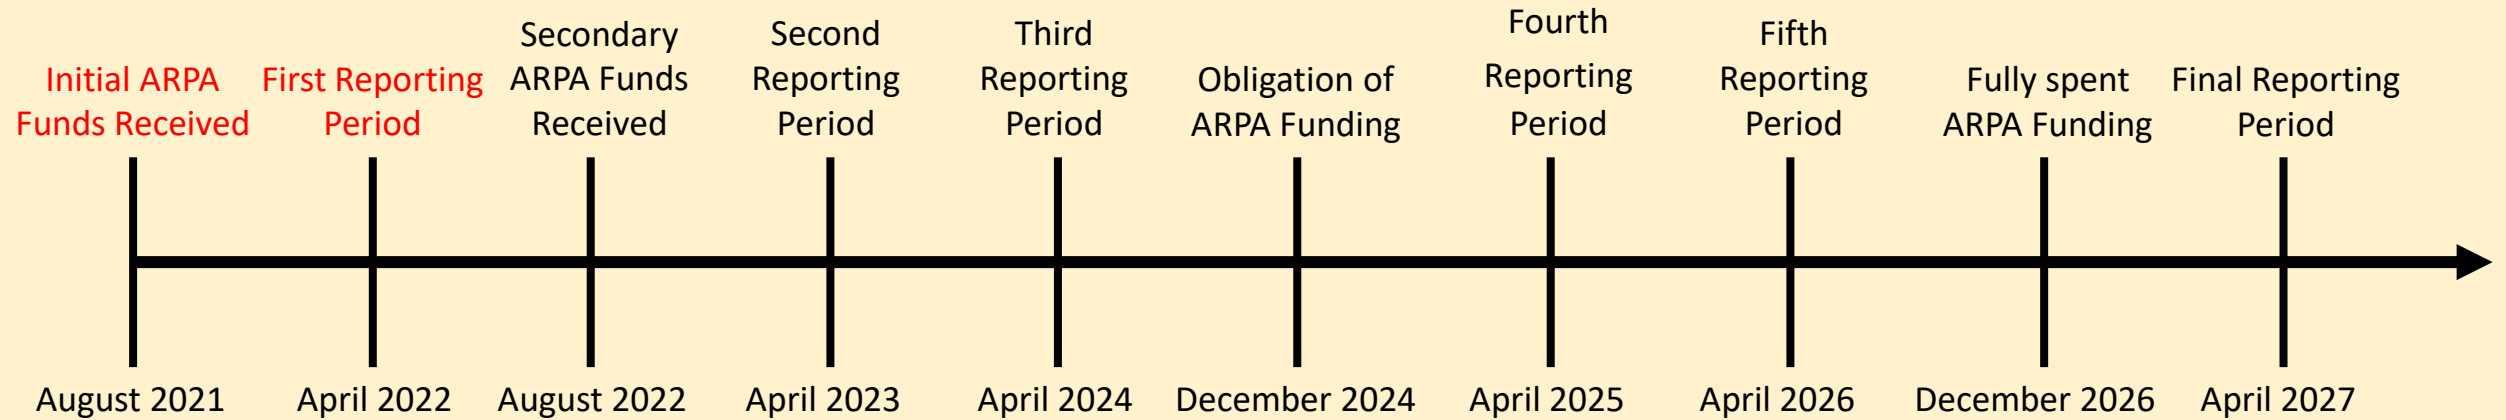 Initial ARPA
Funds Received
First Reporting
Period
Secondary
ARPA Funds
Received
Second
Reporting
Period
Third
Reporting
Period
Obligation of
ARPA Funding
Fourth
Reporting
Period
Fifth
Reporting
Period
Fully spent
ARPA Funding
Final Reporting
Period
August 2021
April 2022
August 2022
April 2023
April 2024
December 2024
April 2025
April 2026
December 2026
April 2027